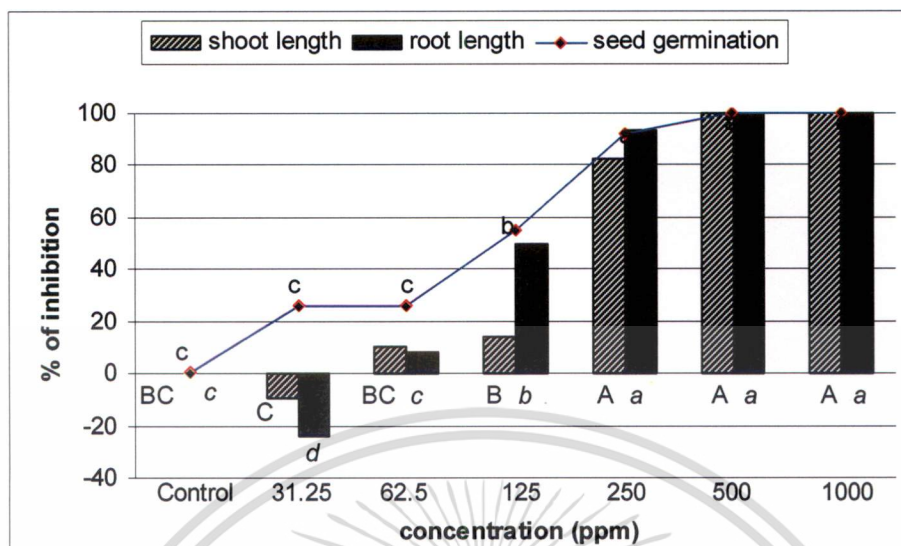 shoot length root length seed germination
% of inhibition
100
80
60
40
20
0
-20
-40
c
c
c
b
BC c
C
d
BC c
B b
A a
A a
A a
Control 31.25 62.5 125 250 500 1000
concentration (ppm)